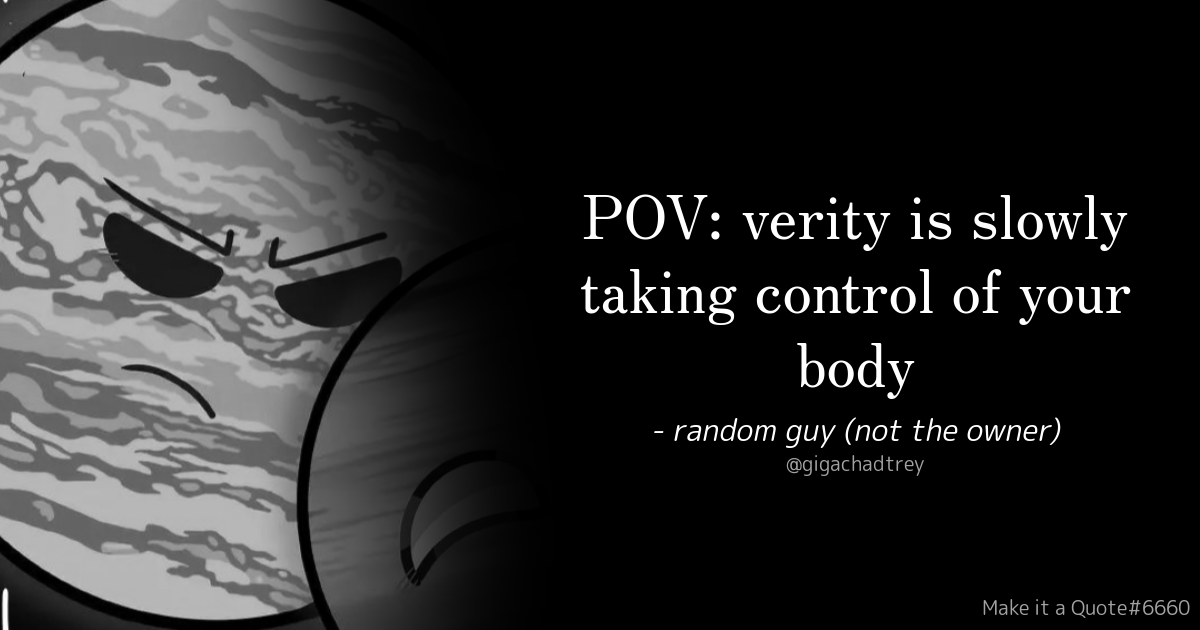 POV: verity is slowly
taking control of your
body
- random guy (not the owner)
@gigachadtrey
Make it a Quote#6660